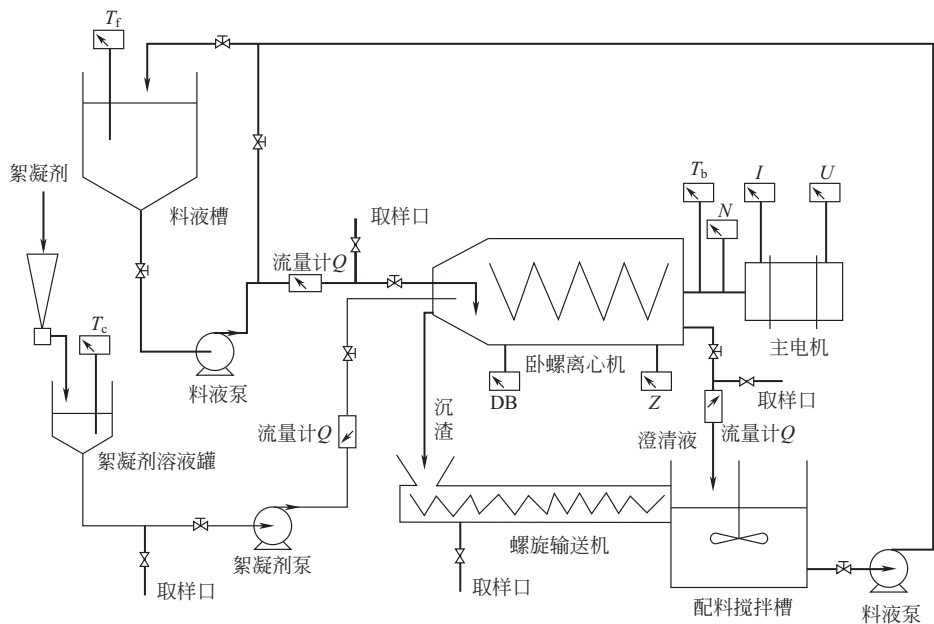 T_f
絮凝剂
料液槽
取样口
T_b
I
U
N
流量计Q
T_c
料液泵
卧螺离心机
主电机
DB
Z
取样口
流量计Q
沉
渣
澄清液
流量计Q
絮凝剂溶液罐
螺旋输送机
絮凝剂泵
取样口
取样口
配料搅拌槽
料液泵